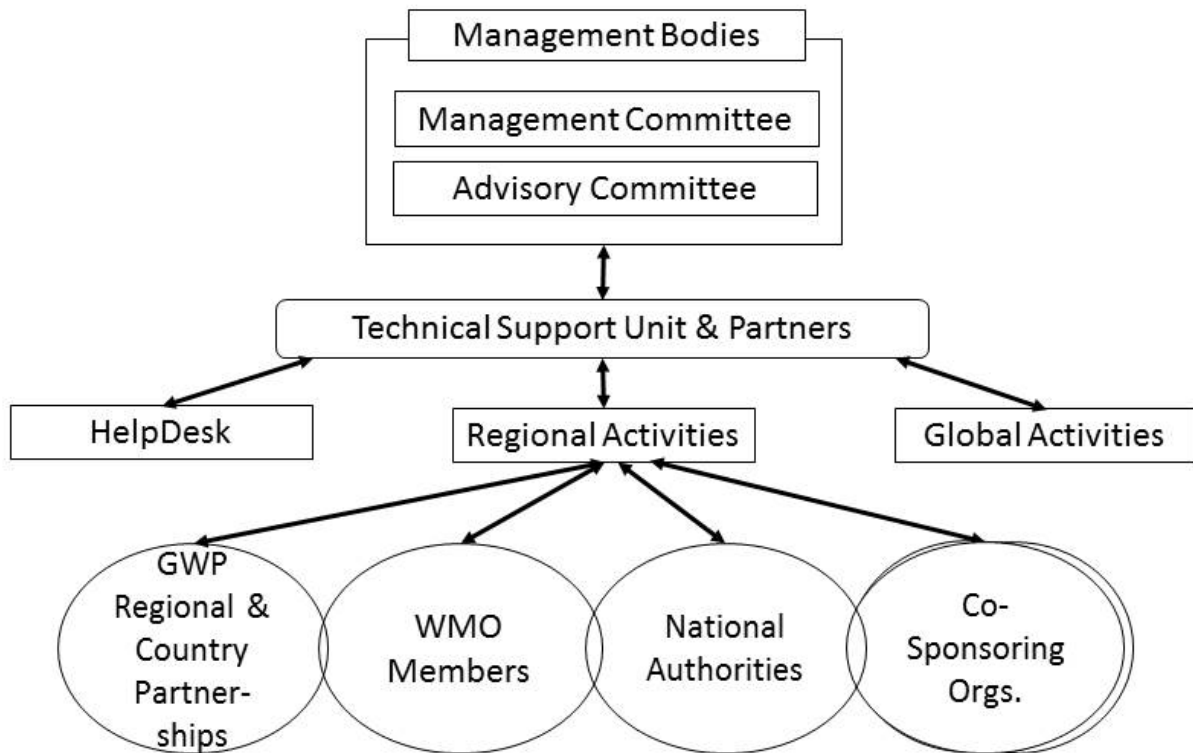 Management Bodies
Management Committee
Advisory Committee
Technical Support Unit & Partners
HelpDesk
Regional Activities
Global Activities
GWP
Regional &
Country
Partner-
ships
WMO
Members
National
Authorities
Co-
Sponsoring
Orgs.